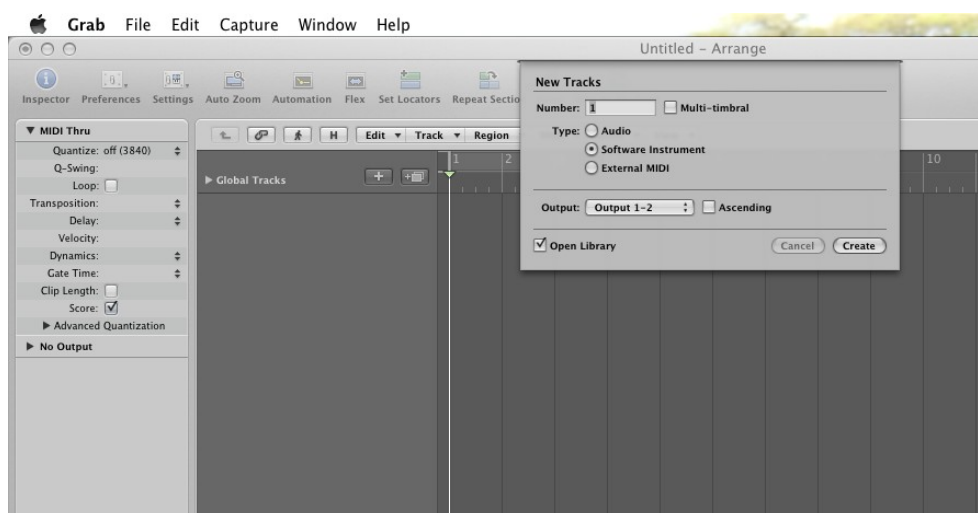 Grab File Edit Capture Window Help
Untitled – Arrange
Inspector Preferences Settings Auto Zoom Automation Flex Set Locators Repeat Sectio
New Tracks
Number: 1 Multi-timbral
Type: Audio
Software Instrument
External MIDI
Output: Output 1-2 Ascending
Open Library Cancel Create
MIDI Thru
H Edit Track Region
Quantize: off (3840)
Q-Swing:
Loop:
Transposition:
Delay:
Velocity:
Dynamics:
Gate Time:
Clip Length:
Score:
Advanced Quantization
No Output
1 2 10
Global Tracks